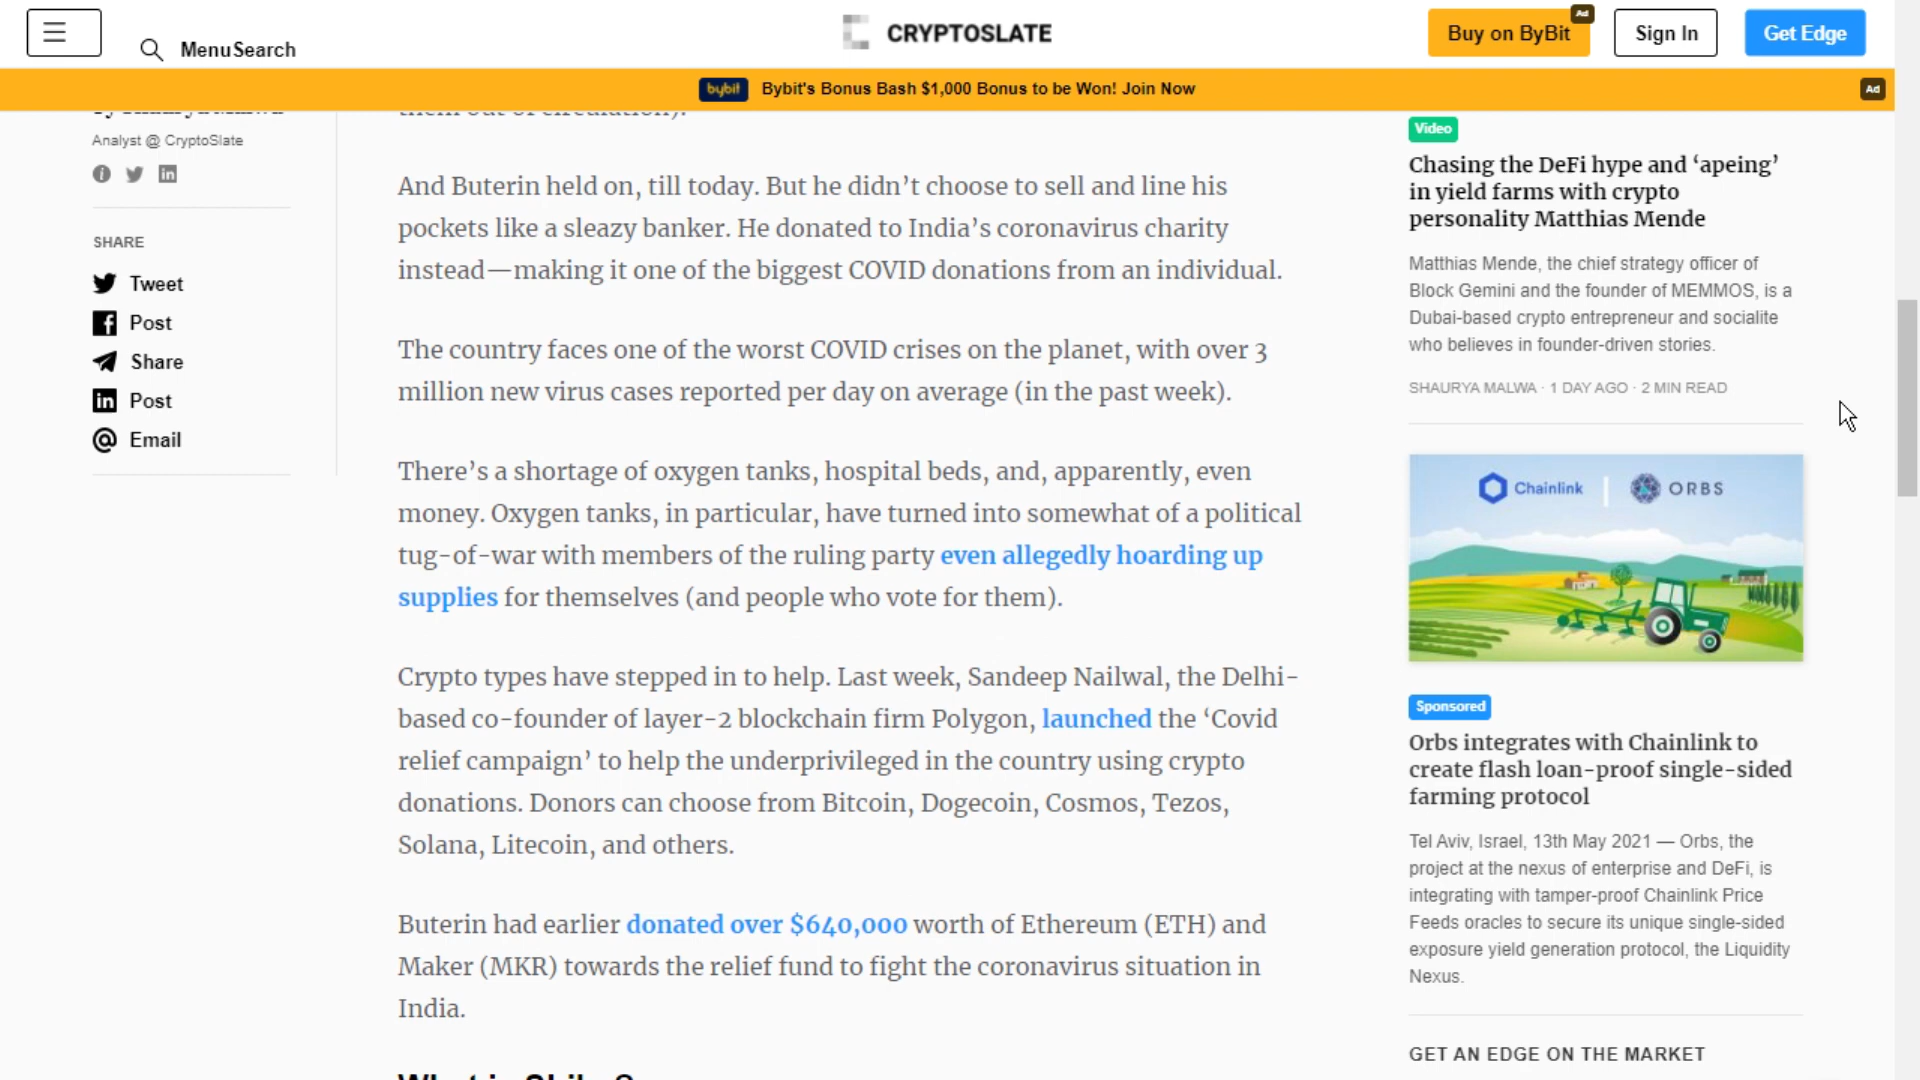 MenuSearch
CRYPTOSLATE
Buy on ByBit
Ad
Sign In
Get Edge
bybit
Bybit's Bonus Bash $1,000 Bonus to be Won! Join Now
Ad
Analyst @ CryptoSlate
SHARE
Tweet
Post
Share
Post
Email
them out of circulation).
And Buterin held on, till today. But he didn’t choose to sell and line his
pockets like a sleazy banker. He donated to India’s coronavirus charity
instead—making it one of the biggest COVID donations from an individual.
The country faces one of the worst COVID crises on the planet, with over 3
million new virus cases reported per day on average (in the past week).
There’s a shortage of oxygen tanks, hospital beds, and, apparently, even
money. Oxygen tanks, in particular, have turned into somewhat of a political
tug-of-war with members of the ruling party even allegedly hoarding up
supplies for themselves (and people who vote for them).
Crypto types have stepped in to help. Last week, Sandeep Nailwal, the Delhi-
based co-founder of layer-2 blockchain firm Polygon, launched the ‘Covid
relief campaign’ to help the underprivileged in the country using crypto
donations. Donors can choose from Bitcoin, Dogecoin, Cosmos, Tezos,
Solana, Litecoin, and others.
Buterin had earlier donated over $640,000 worth of Ethereum (ETH) and
Maker (MKR) towards the relief fund to fight the coronavirus situation in
India.
Video
Chasing the DeFi hype and ‘apeing’
in yield farms with crypto
personality Matthias Mende
Matthias Mende, the chief strategy officer of
Block Gemini and the founder of MEMMOS, is a
Dubai-based crypto entrepreneur and socialite
who believes in founder-driven stories.
SHAURYA MALWA · 1 DAY AGO · 2 MIN READ
Chainlink
ORBS
Sponsored
Orbs integrates with Chainlink to
create flash loan-proof single-sided
farming protocol
Tel Aviv, Israel, 13th May 2021 — Orbs, the
project at the nexus of enterprise and DeFi, is
integrating with tamper-proof Chainlink Price
Feeds oracles to secure its unique single-sided
exposure yield generation protocol, the Liquidity
Nexus.
GET AN EDGE ON THE MARKET